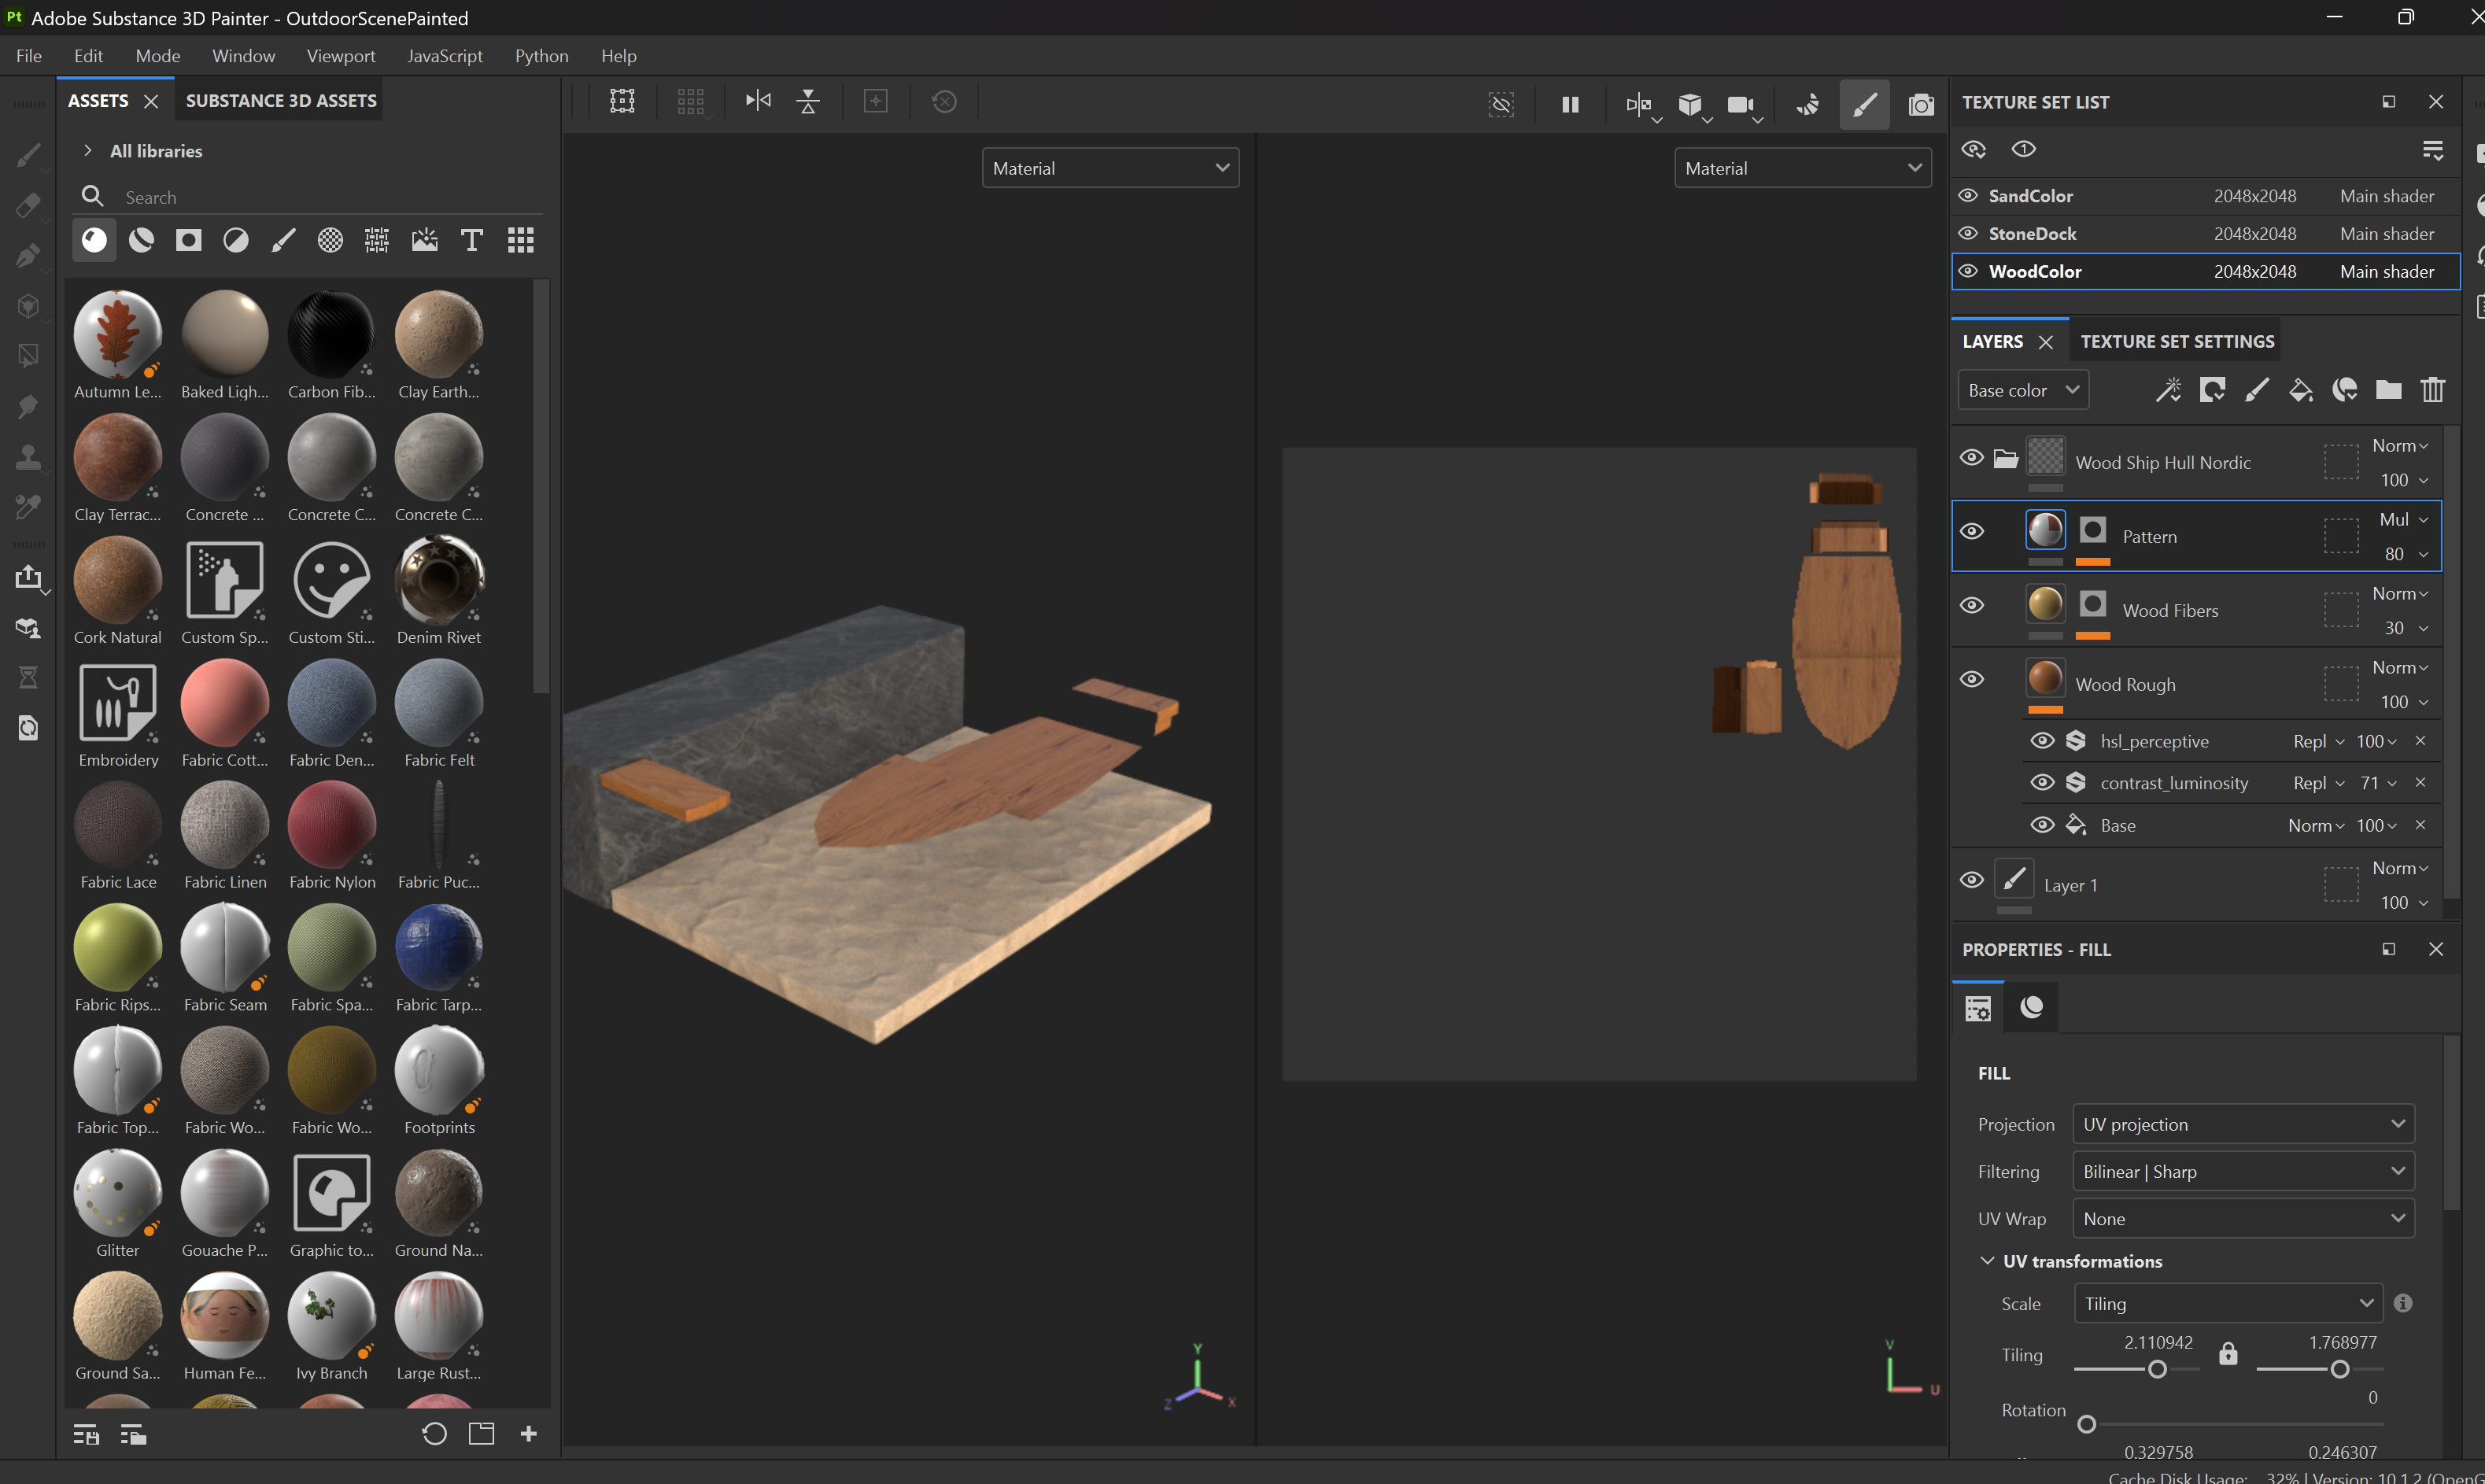 Pt Adobe Substance 3D Painter - OutdoorScenePainted
File Edit Mode Window Viewport JavaScript Python Help
ASSETS SUBSTANCE 3D ASSETS
All libraries
Search
Autumn Le... Baked Ligh... Carbon Fib... Clay Earth...
Clay Terrac... Concrete ... Concrete C... Concrete C...
Cork Natural Custom Sp... Custom Sti... Denim Rivet
Embroidery Fabric Cott... Fabric Den... Fabric Felt
Fabric Lace Fabric Linen Fabric Nylon Fabric Puc...
Fabric Rips... Fabric Seam Fabric Spa... Fabric Tarp...
Fabric Top... Fabric Wo... Fabric Wo... Footprints
Glitter Gouache P... Graphic to... Ground Na...
Ground Sa... Human Fe... Ivy Branch Large Rust...
Material
Y
Z X
Material
V
U
TEXTURE SET LIST
1
SandColor 2048x2048 Main shader
StoneDock 2048x2048 Main shader
WoodColor 2048x2048 Main shader
LAYERS TEXTURE SET SETTINGS
Base color
Wood Ship Hull Nordic Norm
100
Pattern Mul
80
Wood Fibers Norm
30
Wood Rough Norm
100
hsl_perceptive Repl 100
contrast_luminosity Repl 71
Base Norm 100
Layer 1 Norm
100
PROPERTIES - FILL
FILL
Projection UV projection
Filtering Bilinear | Sharp
UV Wrap None
UV transformations
Scale Tiling
Tiling 2.110942 1.768977
Rotation 0
0.329758 0.246307
Cache Disk Usage: 32% | Version: 10.1.2 (OpenG